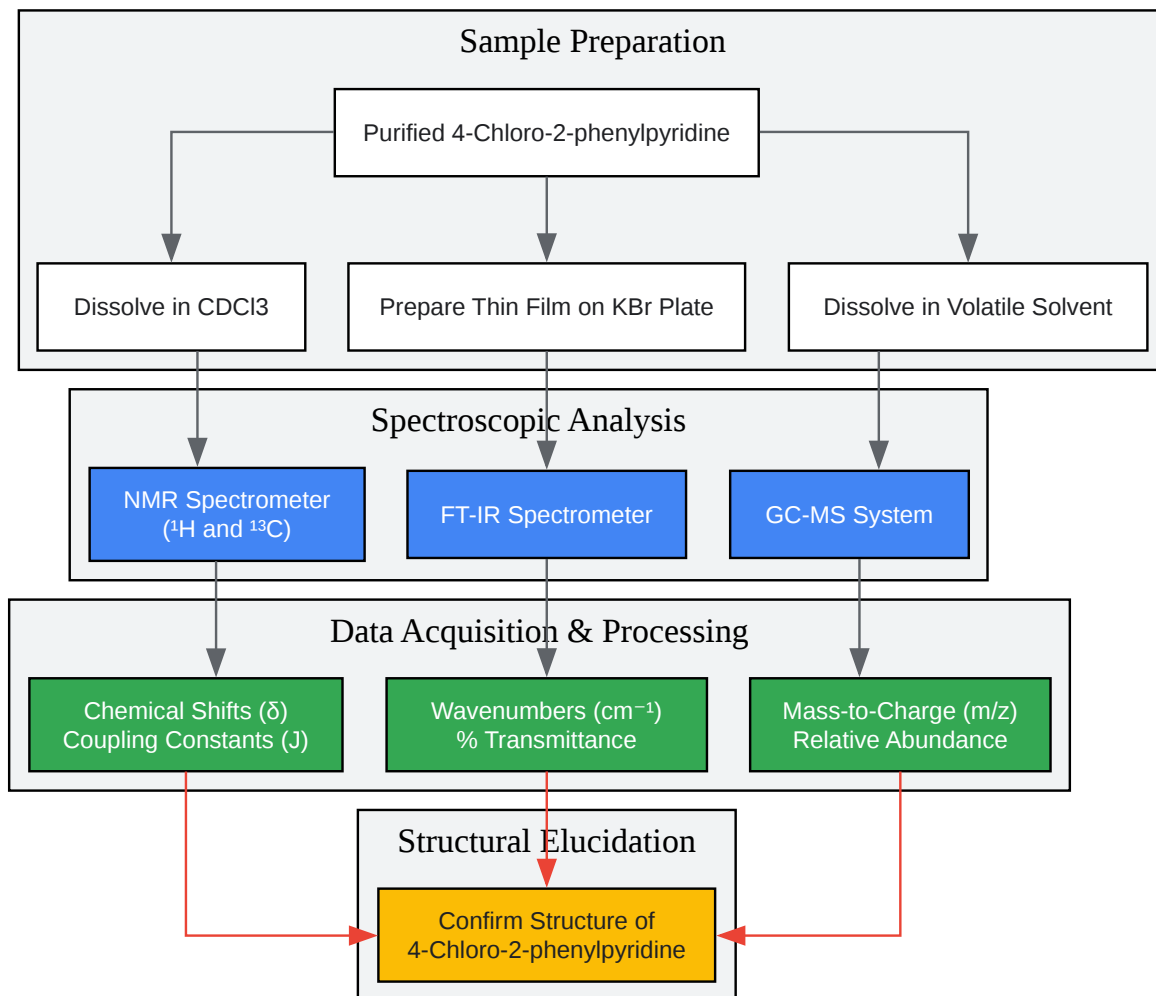 Sample Preparation
Purified 4-Chloro-2-phenylpyridine
Dissolve in CDCl3
Prepare Thin Film on KBr Plate
Dissolve in Volatile Solvent
Spectroscopic Analysis
NMR Spectrometer
(¹H and ¹³C)
FT-IR Spectrometer
GC-MS System
Data Acquisition & Processing
Chemical Shifts (δ)
Coupling Constants (J)
Wavenumbers (cm⁻¹)
% Transmittance
Mass-to-Charge (m/z)
Relative Abundance
Structural Elucidation
Confirm Structure of
4-Chloro-2-phenylpyridine